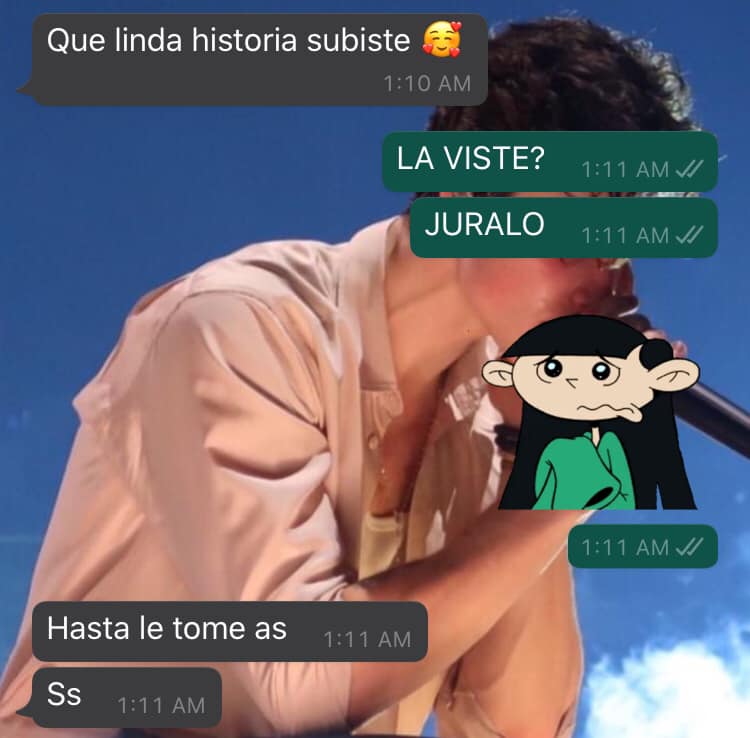 Que linda historia subiste 🥰
1:10 AM
LA VISTE? 1:11 AM
JURALO 1:11 AM
1:11 AM
Hasta le tome as 1:11 AM
Ss 1:11 AM